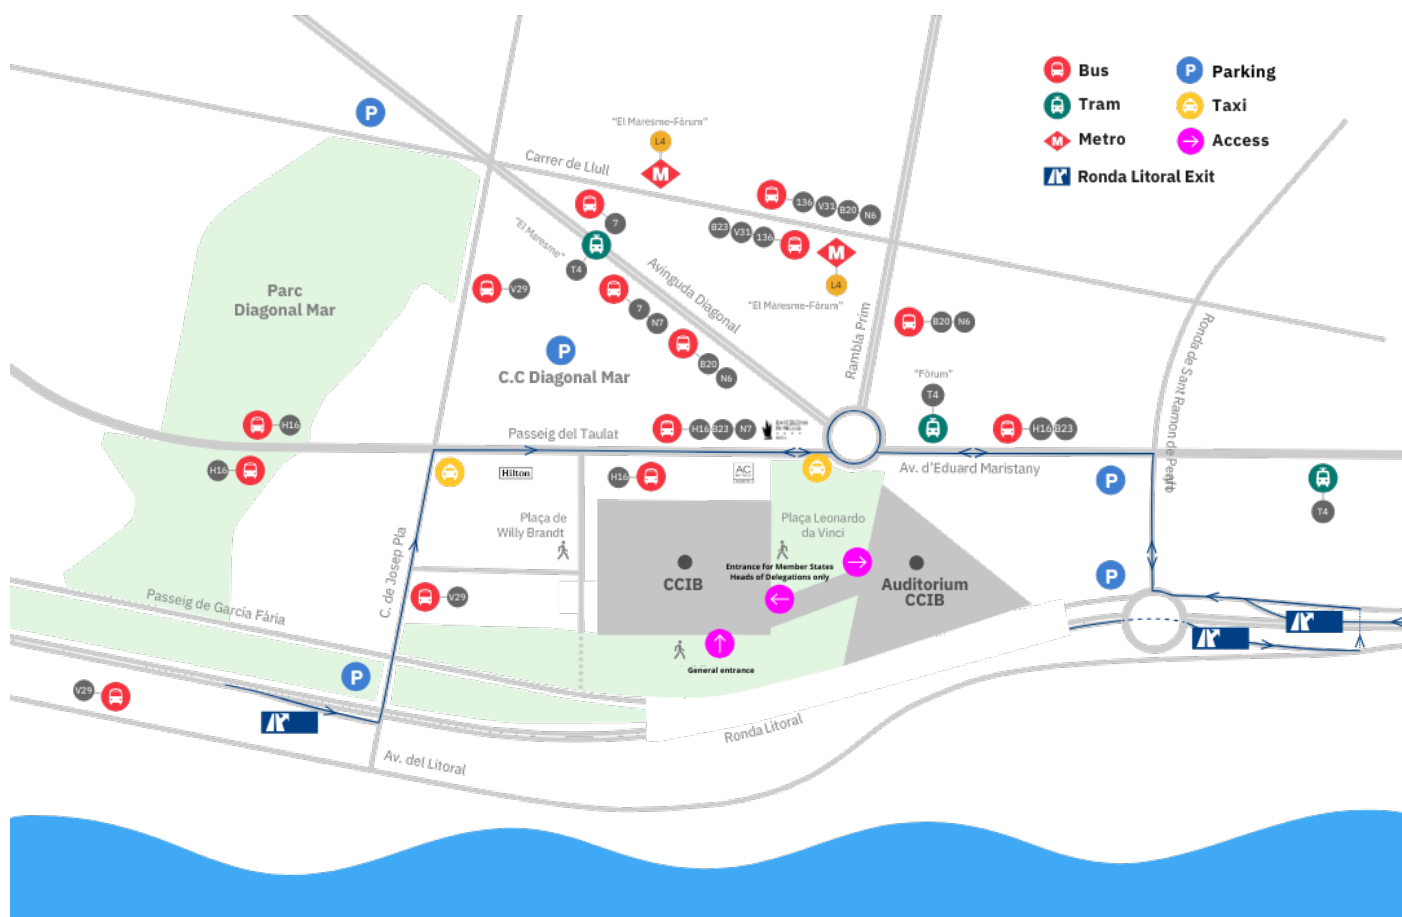 Bus
Parking
Tram
Taxi
Metro
Access
Ronda Litoral Exit
P
"El Maresme-Fòrum"
L4
M
Carrer de Llull
136
V31
B20
N6
7
B23
V31
136
M
L4
"El Maresme-Fòrum"
"El Maresme"
T4
Avinguda Diagonal
V29
7
N7
B20
N6
Parc
Diagonal Mar
P
C.C Diagonal Mar
Rambla Prim
B20
N6
"Fòrum"
T4
Ronda de Sant Ramon de Penyafort
H16
H16
Passeig del Taulat
H16
B23
N7
H16
B23
Av. d'Eduard Maristany
Hilton
H16
AC
P
T4
Plaça de
Willy Brandt
Plaça Leonardo
da Vinci
C. de Josep Pla
V29
CCIB
Entrance for Member States
Heads of Delegations only
Auditorium
CCIB
P
General entrance
Passeig de Garcia Fària
P
V29
Ronda Litoral
Av. del Litoral